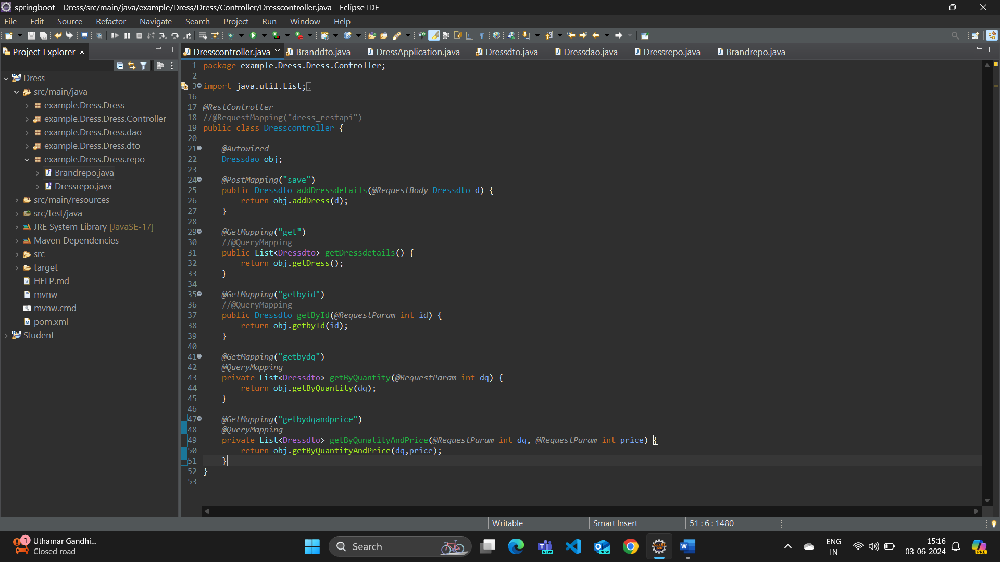 springboot - Dress/src/main/java/example/Dress/Dress/Controller/Dresscontroller.java - Eclipse IDE
File Edit Source Refactor Navigate Search Project Run Window Help
Project Explorer
Dresscontroller.java Branddto.java DressApplication.java Dressdto.java Dressdao.java Dressrepo.java Brandrepo.java
Dress
src/main/java
example.Dress.Dress
example.Dress.Dress.Controller
example.Dress.Dress.dao
example.Dress.Dress.dto
example.Dress.Dress.repo
Brandrepo.java
Dressrepo.java
src/main/resources
src/test/java
JRE System Library [JavaSE-17]
Maven Dependencies
src
target
HELP.md
mvnw
mvnw.cmd
pom.xml
Student
1 package example.Dress.Dress.Controller;
2
3 import java.util.List;
16
17 @RestController
18 //@RequestMapping("dress_restapi")
19 public class Dresscontroller {
20
21 @Autowired
22 Dressdao obj;
23
24 @PostMapping("save")
25 public Dressdto addDressdetails(@RequestBody Dressdto d) {
26 return obj.addDress(d);
27 }
28
29 @GetMapping("get")
30 //@QueryMapping
31 public List<Dressdto> getDressdetails() {
32 return obj.getDress();
33 }
34
35 @GetMapping("getbyid")
36 //@QueryMapping
37 public Dressdto getById(@RequestParam int id) {
38 return obj.getbyId(id);
39 }
40
41 @GetMapping("getbydq")
42 @QueryMapping
43 private List<Dressdto> getByQuantity(@RequestParam int dq) {
44 return obj.getByQuantity(dq);
45 }
46
47 @GetMapping("getbydqandprice")
48 @QueryMapping
49 private List<Dressdto> getByQunatityAndPrice(@RequestParam int dq, @RequestParam int price) {
50 return obj.getByQuantityAndPrice(dq,price);
51 }
52 }
53
Writable Smart Insert 51 : 6 : 1480
1
Uthamar Gandhi...
Closed road
Search
NEW
NEW
ENG
IN
15:16
03-06-2024
PRE